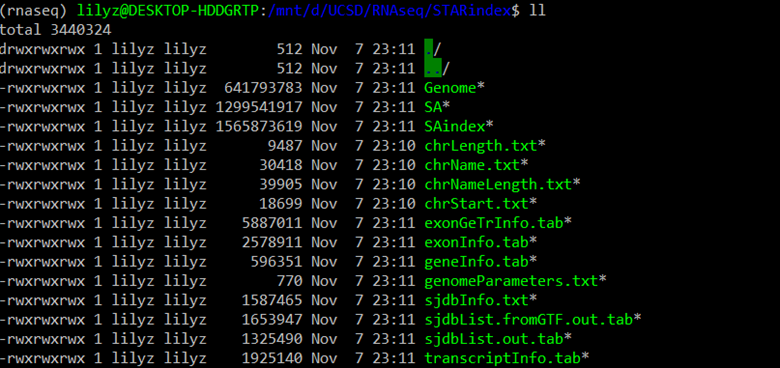 (rnaseq) lilyz@DESKTOP-HDDGRTP:/mnt/d/UCSD/RNAseq/STARindex$ ll
total 3440324
drwxrwxrwx 1 lilyz lilyz        512 Nov  7 23:11 ./
drwxrwxrwx 1 lilyz lilyz        512 Nov  7 23:11 ../
-rwxrwxrwx 1 lilyz lilyz  641793783 Nov  7 23:11 Genome*
-rwxrwxrwx 1 lilyz lilyz 1299541917 Nov  7 23:11 SA*
-rwxrwxrwx 1 lilyz lilyz 1565873619 Nov  7 23:11 SAindex*
-rwxrwxrwx 1 lilyz lilyz       9487 Nov  7 23:10 chrLength.txt*
-rwxrwxrwx 1 lilyz lilyz      30418 Nov  7 23:10 chrName.txt*
-rwxrwxrwx 1 lilyz lilyz      39905 Nov  7 23:10 chrNameLength.txt*
-rwxrwxrwx 1 lilyz lilyz      18699 Nov  7 23:10 chrStart.txt*
-rwxrwxrwx 1 lilyz lilyz    5887011 Nov  7 23:11 exonGeTrInfo.tab*
-rwxrwxrwx 1 lilyz lilyz    2578911 Nov  7 23:11 exonInfo.tab*
-rwxrwxrwx 1 lilyz lilyz     596351 Nov  7 23:11 geneInfo.tab*
-rwxrwxrwx 1 lilyz lilyz        770 Nov  7 23:11 genomeParameters.txt*
-rwxrwxrwx 1 lilyz lilyz    1587465 Nov  7 23:11 sjdbInfo.txt*
-rwxrwxrwx 1 lilyz lilyz    1653947 Nov  7 23:11 sjdbList.fromGTF.out.tab*
-rwxrwxrwx 1 lilyz lilyz    1325490 Nov  7 23:11 sjdbList.out.tab*
-rwxrwxrwx 1 lilyz lilyz    1925140 Nov  7 23:11 transcriptInfo.tab*